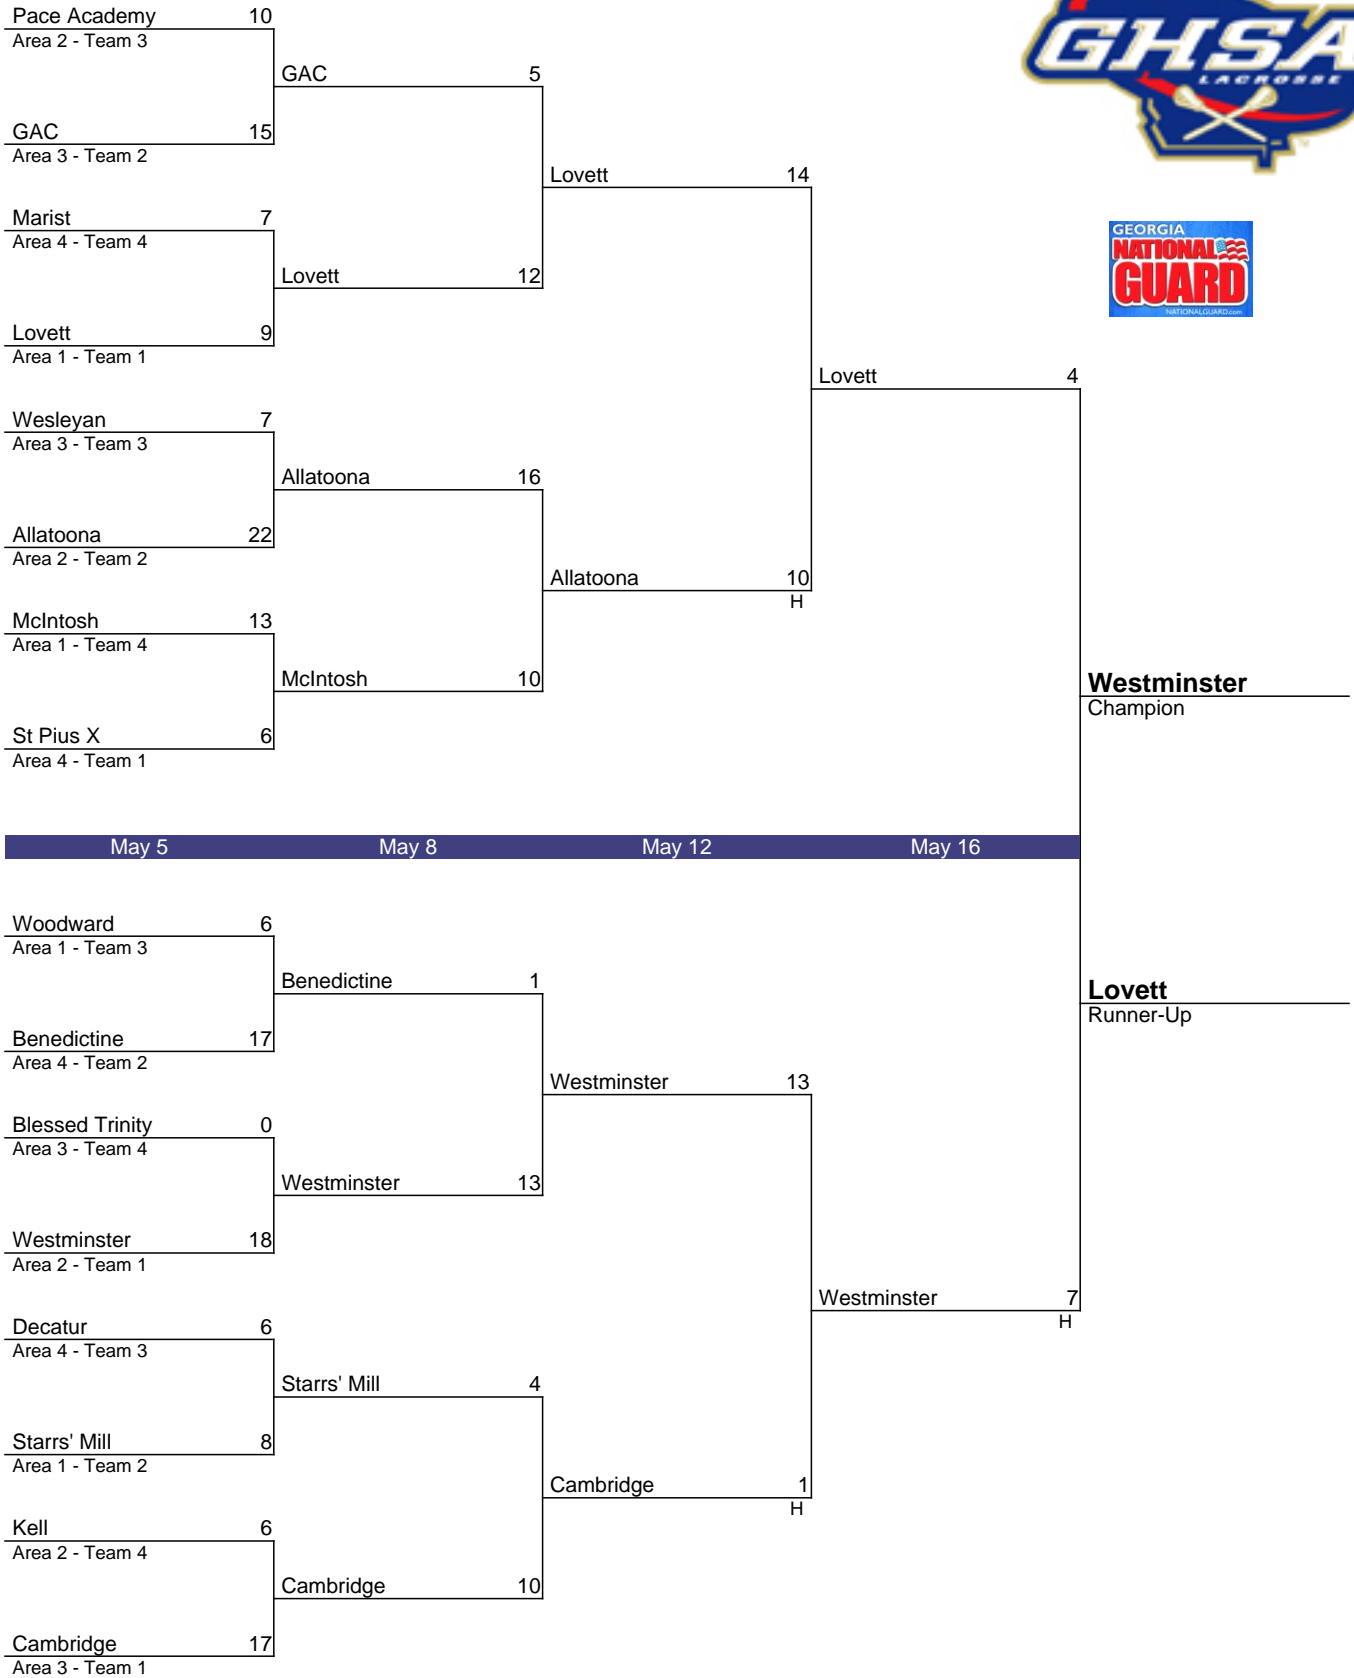 Pace Academy 10
Area 2 - Team 3
GAC 5
GAC 15
Area 3 - Team 2
Lovett 14
Marist 7
Area 4 - Team 4
Lovett 12
Lovett 9
Area 1 - Team 1
Lovett 4
Wesleyan 7
Area 3 - Team 3
Allatoona 16
Allatoona 22
Area 2 - Team 2
Allatoona 10
H
McIntosh 13
Area 1 - Team 4
McIntosh 10
Westminster
Champion
St Pius X 6
Area 4 - Team 1
May 5 May 8 May 12 May 16
Woodward 6
Area 1 - Team 3
Benedictine 1
Lovett
Runner-Up
Benedictine 17
Area 4 - Team 2
Westminster 13
Blessed Trinity 0
Area 3 - Team 4
Westminster 13
Westminster 18
Area 2 - Team 1
Westminster 7
H
Decatur 6
Area 4 - Team 3
Starrs' Mill 4
Starrs' Mill 8
Area 1 - Team 2
Cambridge 1
H
Kell 6
Area 2 - Team 4
Cambridge 10
Cambridge 17
Area 3 - Team 1
GHSA
LACROSSE
TM
GEORGIA
NATIONAL
GUARD
NATIONALGUARD.com